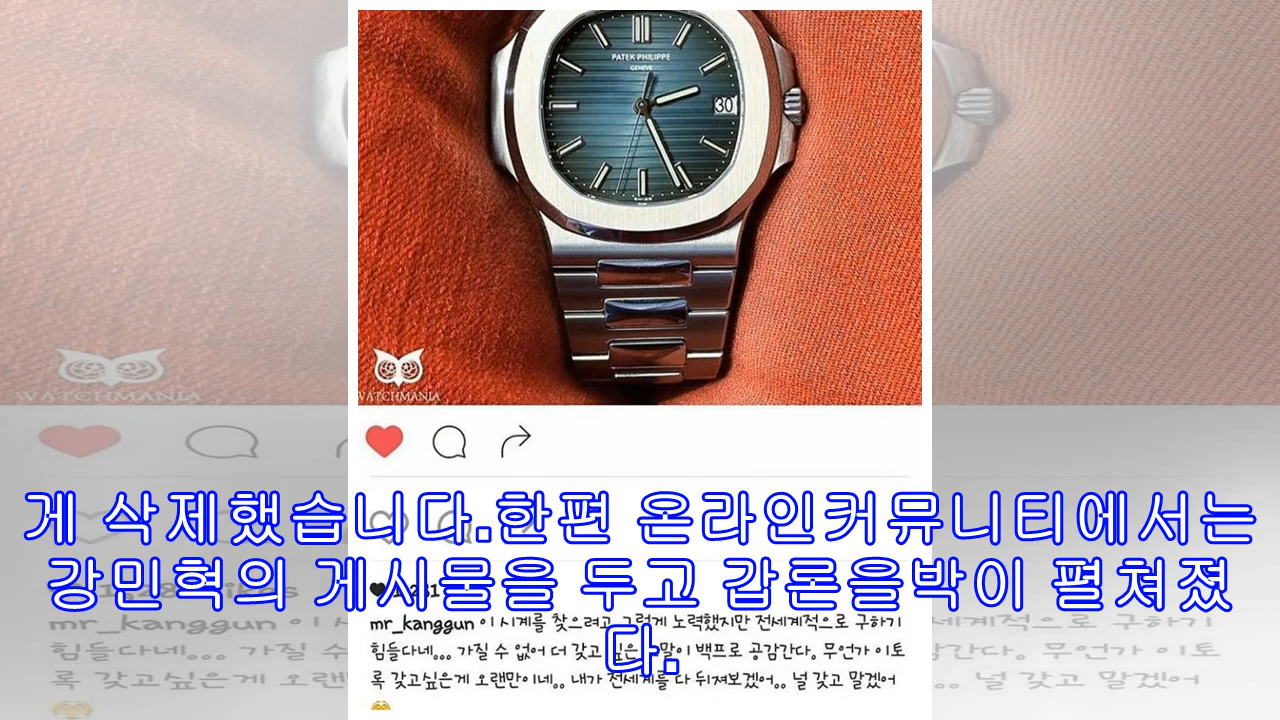 PATEK PHILIPPE
GENEVE
30
WATCHMANIA
WATCHMANIA
게 삭제했습니다.한편 온라인커뮤니티에서는
강민혁의 게시물을 두고 갑론을박이 펼쳐졌
다.
mr_kanggun 이 시계를 찾으려고 그렇게 노력했지만 전세계적으로 구하기
힘들다네... 가질 수 없어 더 갖고 싶은 말이 백프로 공감간다. 무언가 이토
록 갖고싶은게 오랜만이네.. 내가 전세계를 다 뒤져보겠어.. 널 갖고 말겠어